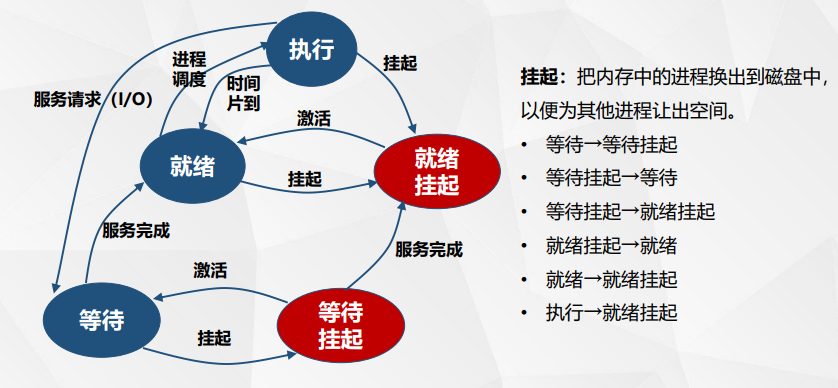 执行
进程
调度
时间
片到
挂起
服务请求（I/O）
激活
就绪
挂起
就绪
挂起
服务完成
服务完成
激活
等待
挂起
等待
挂起
挂起：把内存中的进程换出到磁盘中，
以便为其他进程让出空间。
• 等待→等待挂起
• 等待挂起→等待
• 等待挂起→就绪挂起
• 就绪挂起→就绪
• 就绪→就绪挂起
• 执行→就绪挂起